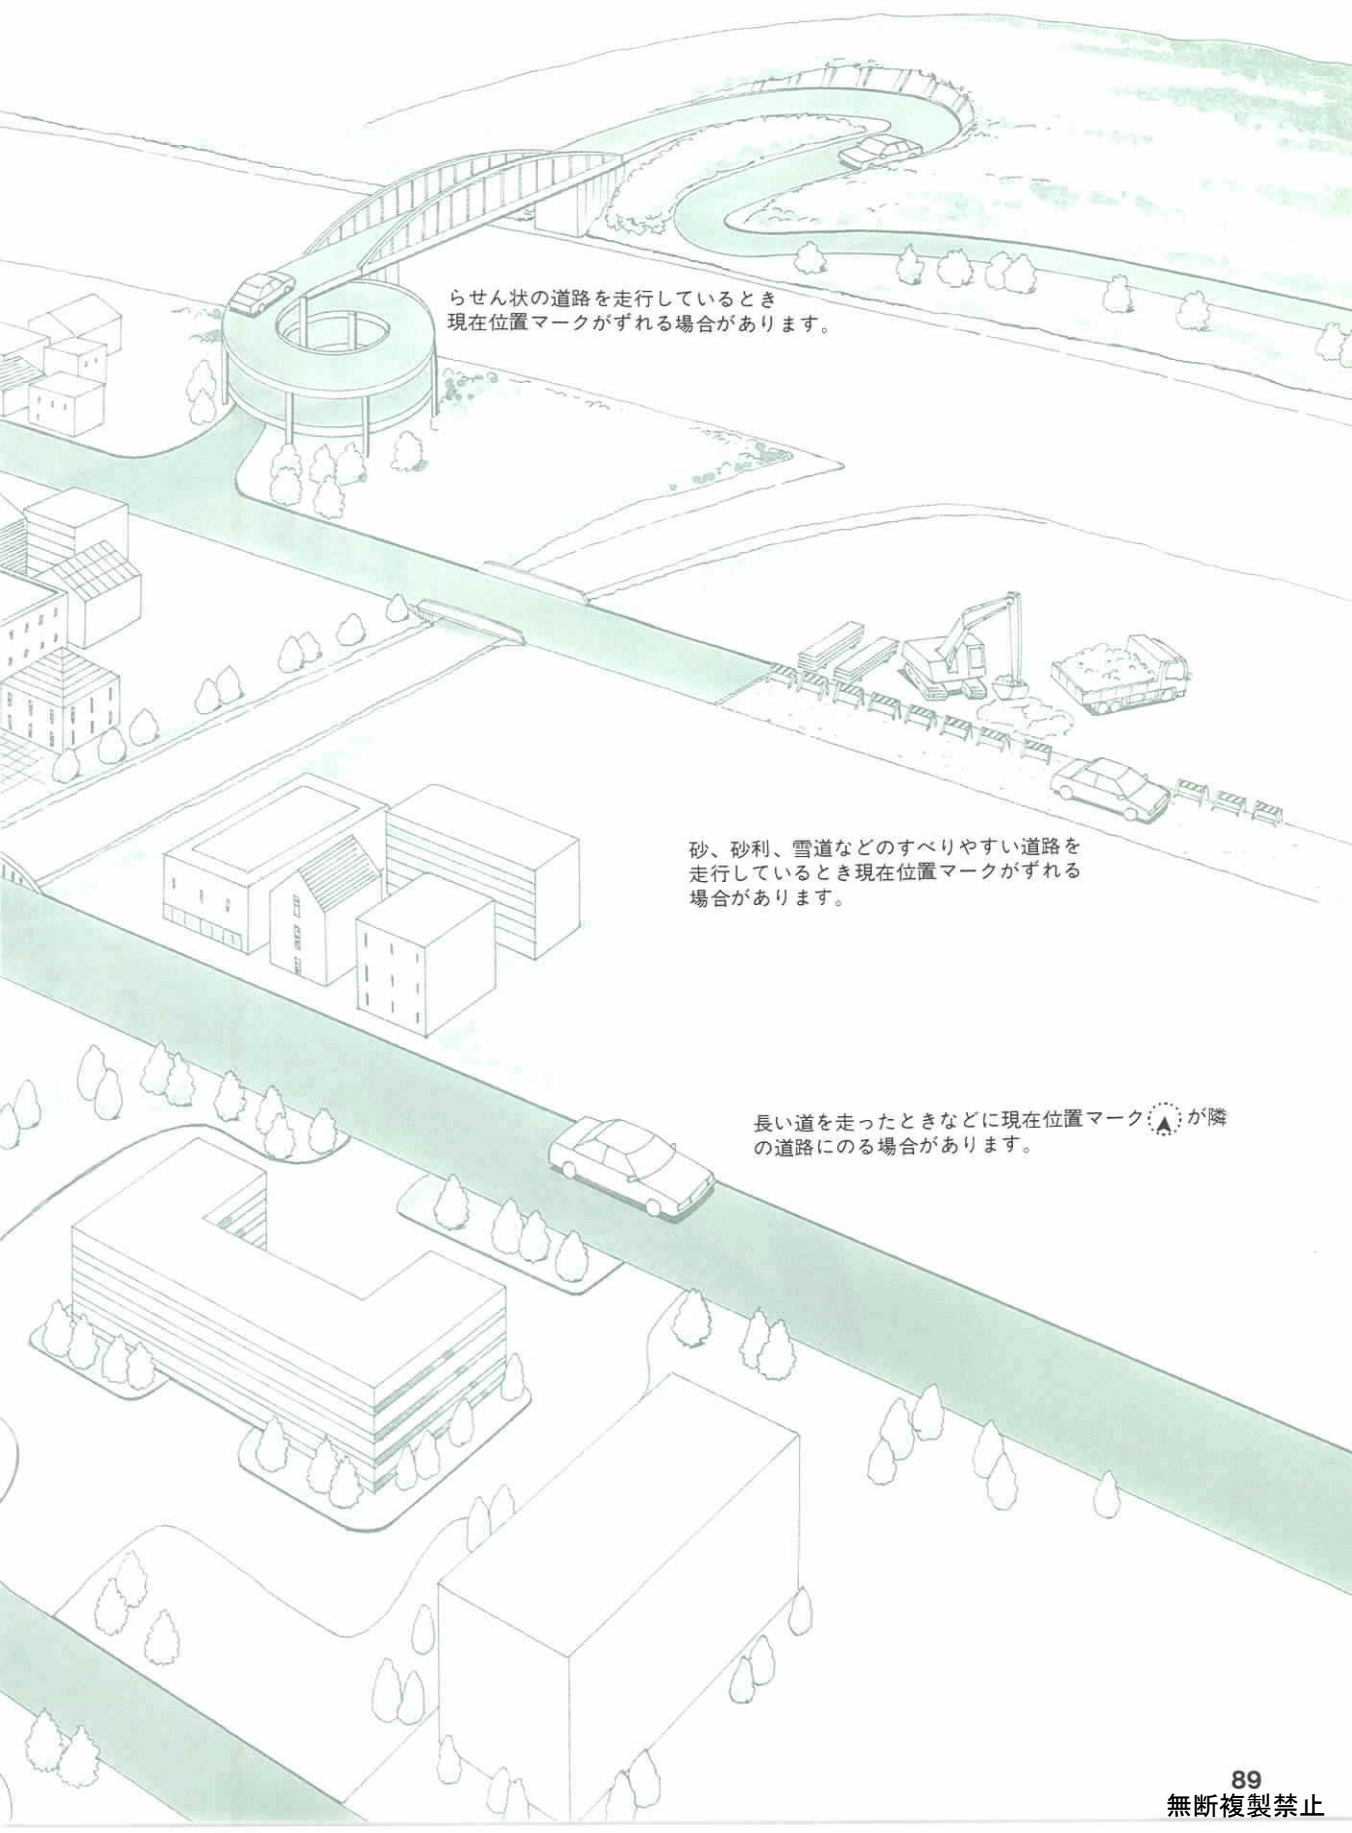 らせん状の道路を走行しているとき
現在位置マークがずれる場合があります。
砂、砂利、雪道などのすべりやすい道路を
走行しているとき現在位置マークがずれる
場合があります。
長い道を走ったときなどに現在位置マークが隣
の道路にのる場合があります。
89
無断複製禁止